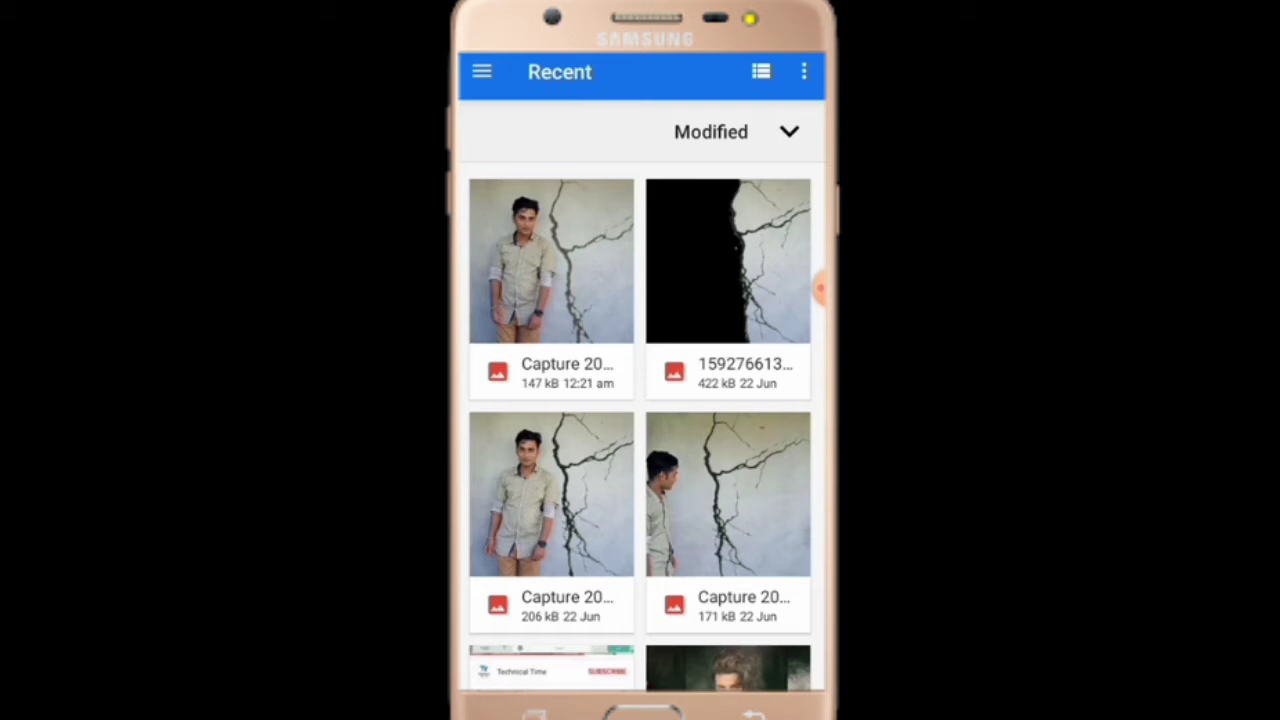 SAMSUNG
Recent
Modified
Capture 20...
147 kB 12:21 am
159276613...
422 kB 22 Jun
Capture 20...
206 kB 22 Jun
Capture 20...
171 kB 22 Jun
Technical Time
SUBSCRIBE